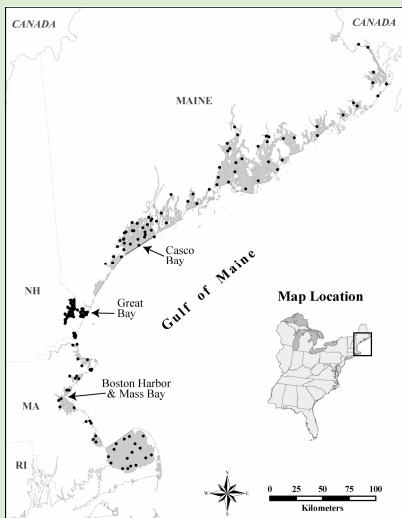 CANADA
CANADA
MAINE
Casco
Bay
Gulf of Maine
NH
Great
Bay
Map Location
Boston Harbor
& Mass Bay
MA
RI
N
W
E
S
0 25 50 75 100
Kilometers